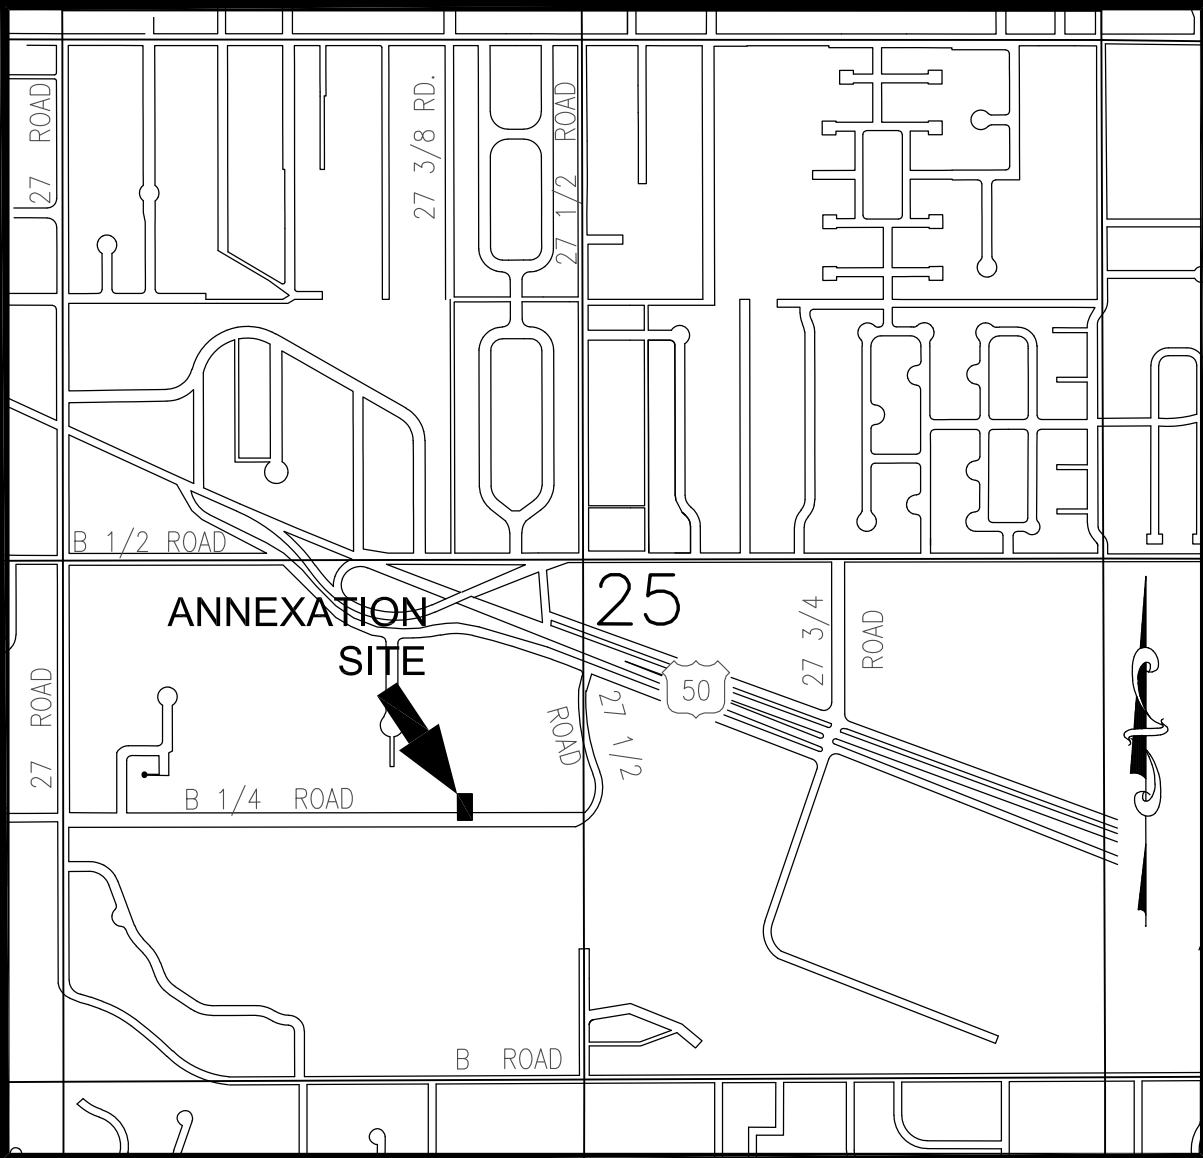 27 ROAD
27 3/8 RD.
27 1/2 ROAD
B 1/2 ROAD
ANNEXATION
SITE
25
27 3/4
ROAD
50
27 ROAD
ROAD
27 1/2
B 1/4 ROAD
B ROAD